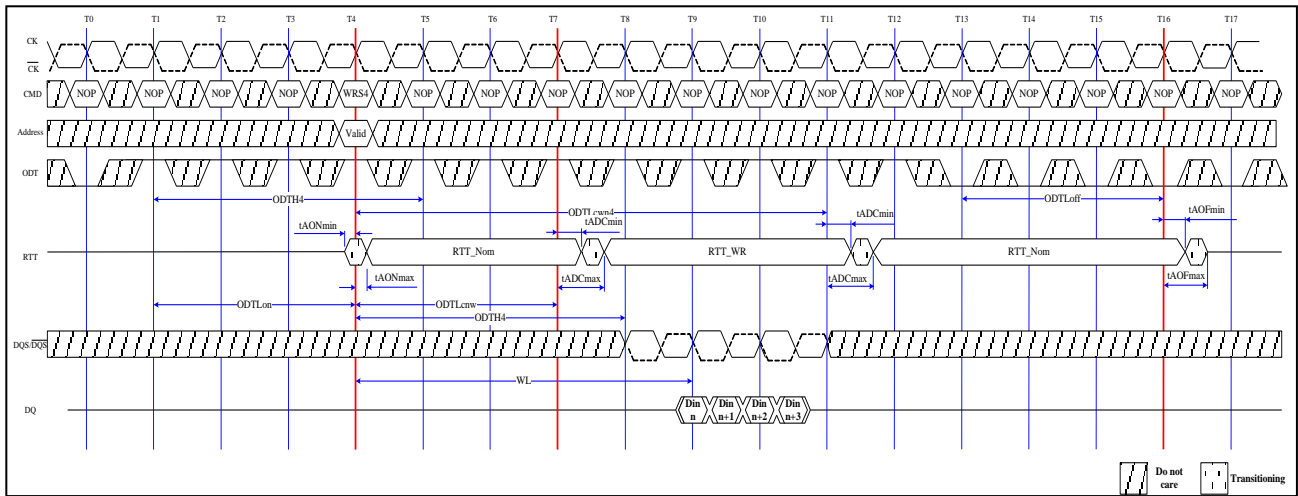 T0 T1 T2 T3 T4 T5 T6 T7 T8 T9 T10 T11 T12 T13 T14 T15 T16 T17
CK
CK
CMD NOP NOP NOP NOP WRS4 NOP NOP NOP NOP NOP NOP NOP NOP NOP NOP NOP NOP NOP
Address Valid
ODT
ODTH4 ODTLcwn4 ODTLoff
tAONmin tADCmin tADCmin tAOFmin
RTT RTT_Nom RTT_WR RTT_Nom
tAONmax tADCmax tADCmax tAOFmax
ODTLon ODTLcnw
ODTH4
DQS/DQS
WL
DQ Din n Din n+1 Din n+2 Din n+3
Do not care Transitioning